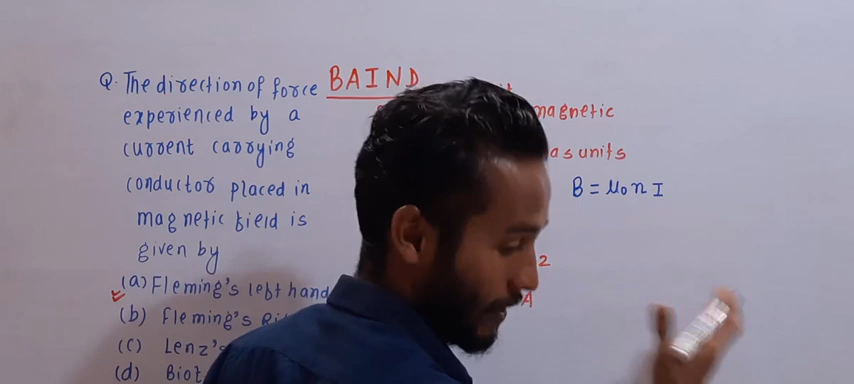 Q. The direction of force
experienced by a
current carrying
conductor placed in
magnetic field is
given by
(a) Fleming's left hand
(b) Fleming's
(c) Lenz's
(d) Biot
BAIND
magnetic
as units
B = μ₀ n I
2
A